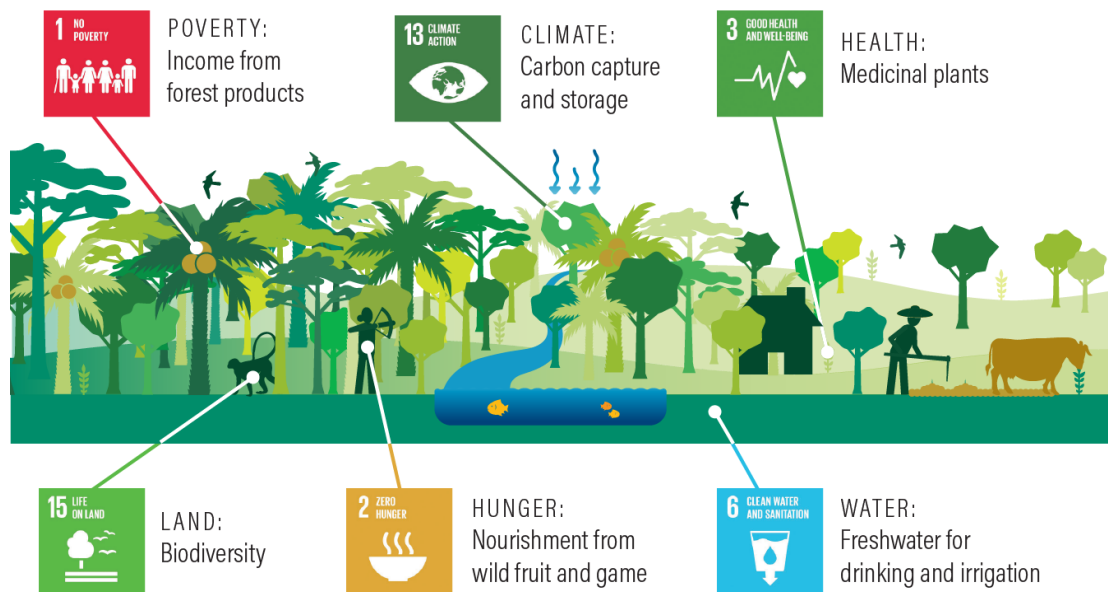 1 NO
POVERTY
POVERTY:
Income from
forest products
13 CLIMATE
ACTION
CLIMATE:
Carbon capture
and storage
3 GOOD HEALTH
AND WELL-BEING
HEALTH:
Medicinal plants
15 LIFE
ON LAND
LAND:
Biodiversity
2 ZERO
HUNGER
HUNGER:
Nourishment from
wild fruit and game
6 CLEAN WATER
AND SANITATION
WATER:
Freshwater for
drinking and irrigation